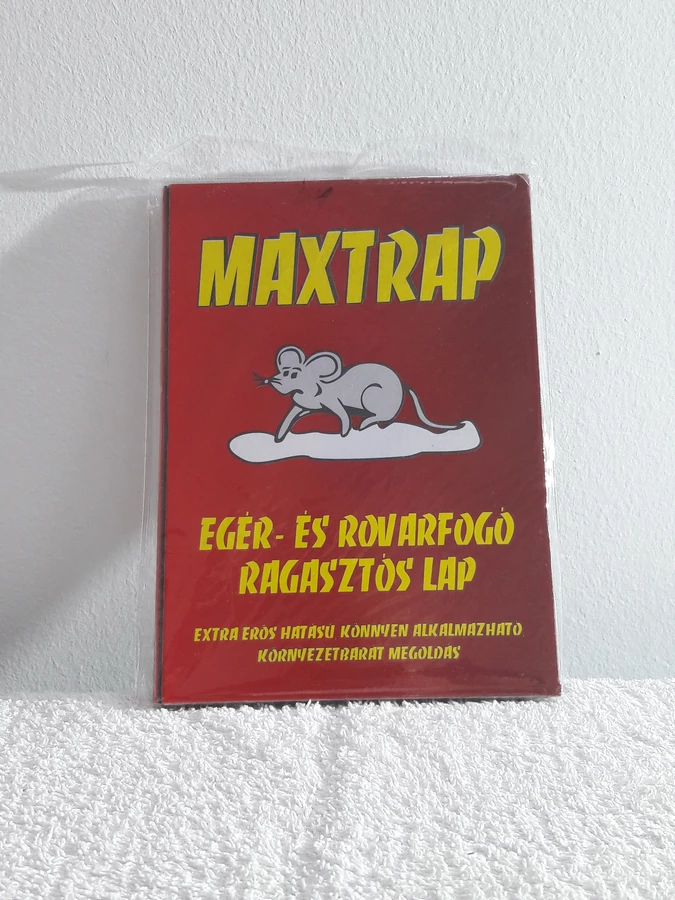 MAXTRAP
EGÉR- ÉS ROVARFOGÓ
RAGASZTÓS LAP
EXTRA ERŐS HATÁSÚ KÖNNYEN ALKALMAZHATÓ
KÖRNYEZETBARÁT MEGOLDÁS